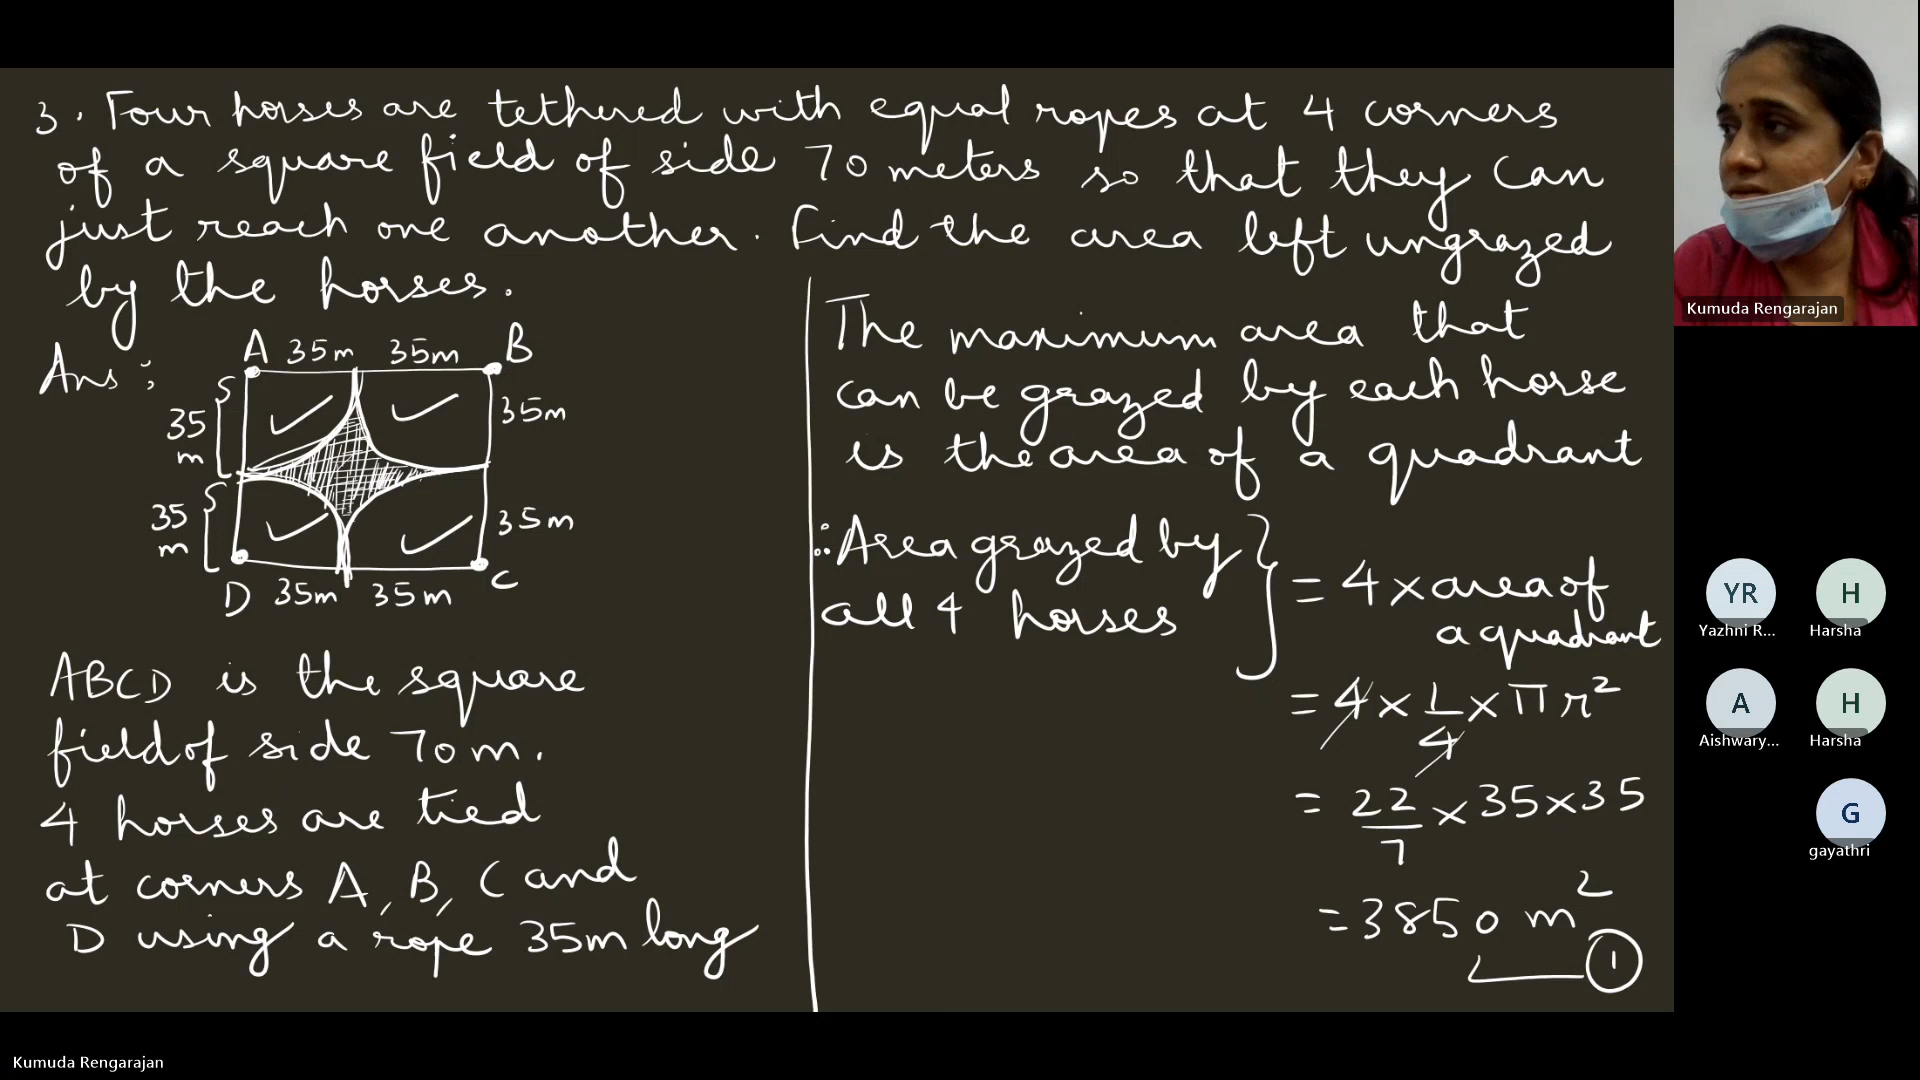 3. Four horses are tethered with equal ropes at 4 corners
of a square field of side 70 meters so that they can
just reach one another. Find the area left ungrazed
by the horses.
Ans:
A 35m 35m B
35
m
35m
35
m
35m
D 35m 35m C
ABCD is the square
field of side 70 m.
4 horses are tied
at corners A, B, C and
D using a rope 35m long
The maximum area that
can be grazed by each horse
is the area of a quadrant
∴ Area grazed by
all 4 horses
= 4 × area of
a quadrant
= 4 × 1/4 × πr²
= 22/7 × 35 × 35
= 3850 m²
1
Kumuda Rengarajan
YR
Yazhni R...
H
Harsha
A
Aishwary...
H
Harsha
G
gayathri
Kumuda Rengarajan